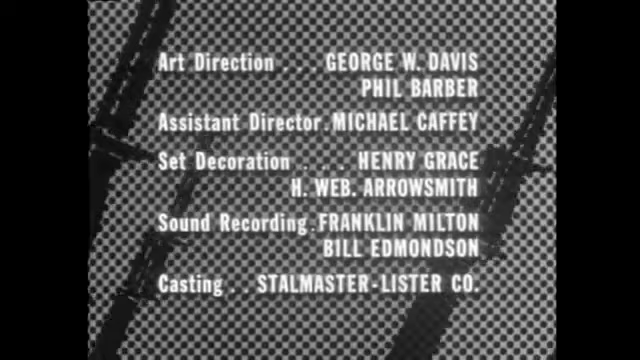 Art Direction . . . GEORGE W. DAVIS
PHIL BARBER
Assistant Director . MICHAEL CAFFEY
Set Decoration . . . HENRY GRACE
H. WEB. ARROWSMITH
Sound Recording . FRANKLIN MILTON
BILL EDMONDSON
Casting . . STALMASTER-LISTER CO.